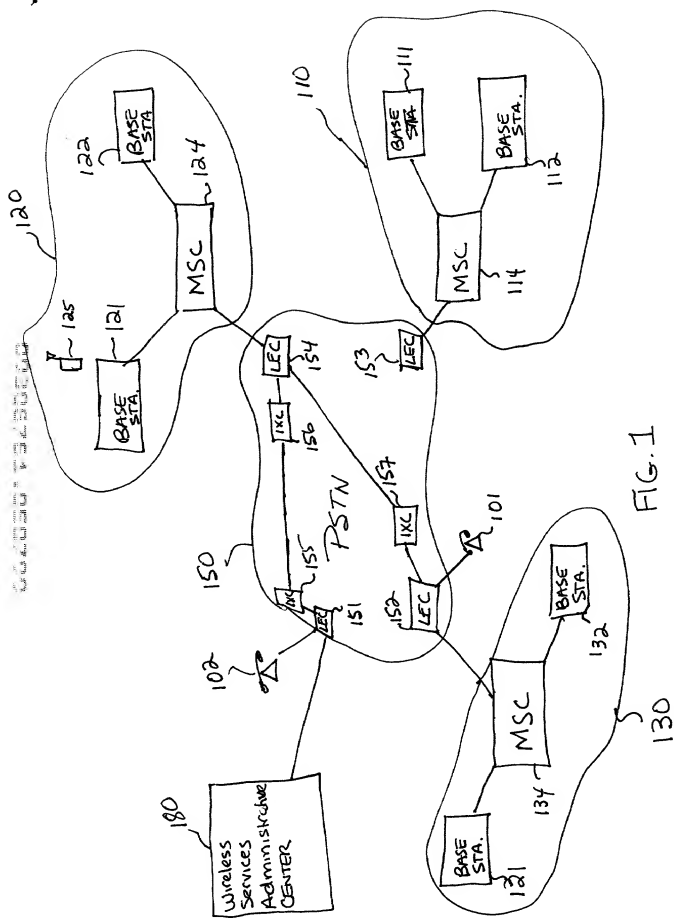 120
122
BASE
STA
124
MSC
125
121
BASE
STA.
110
111
BASE
STA.
BASE
STA.
112
MSC
114
150
PSTN
LEC
154
156
IXC
153
LEC
157
IXC
155
IXC
151
LEC
152
LEC
101
102
180
Wireless
Services
Administrative
CENTER
MSC
134
BASE
STA.
132
BASE
STA.
131
130
FIG. 1